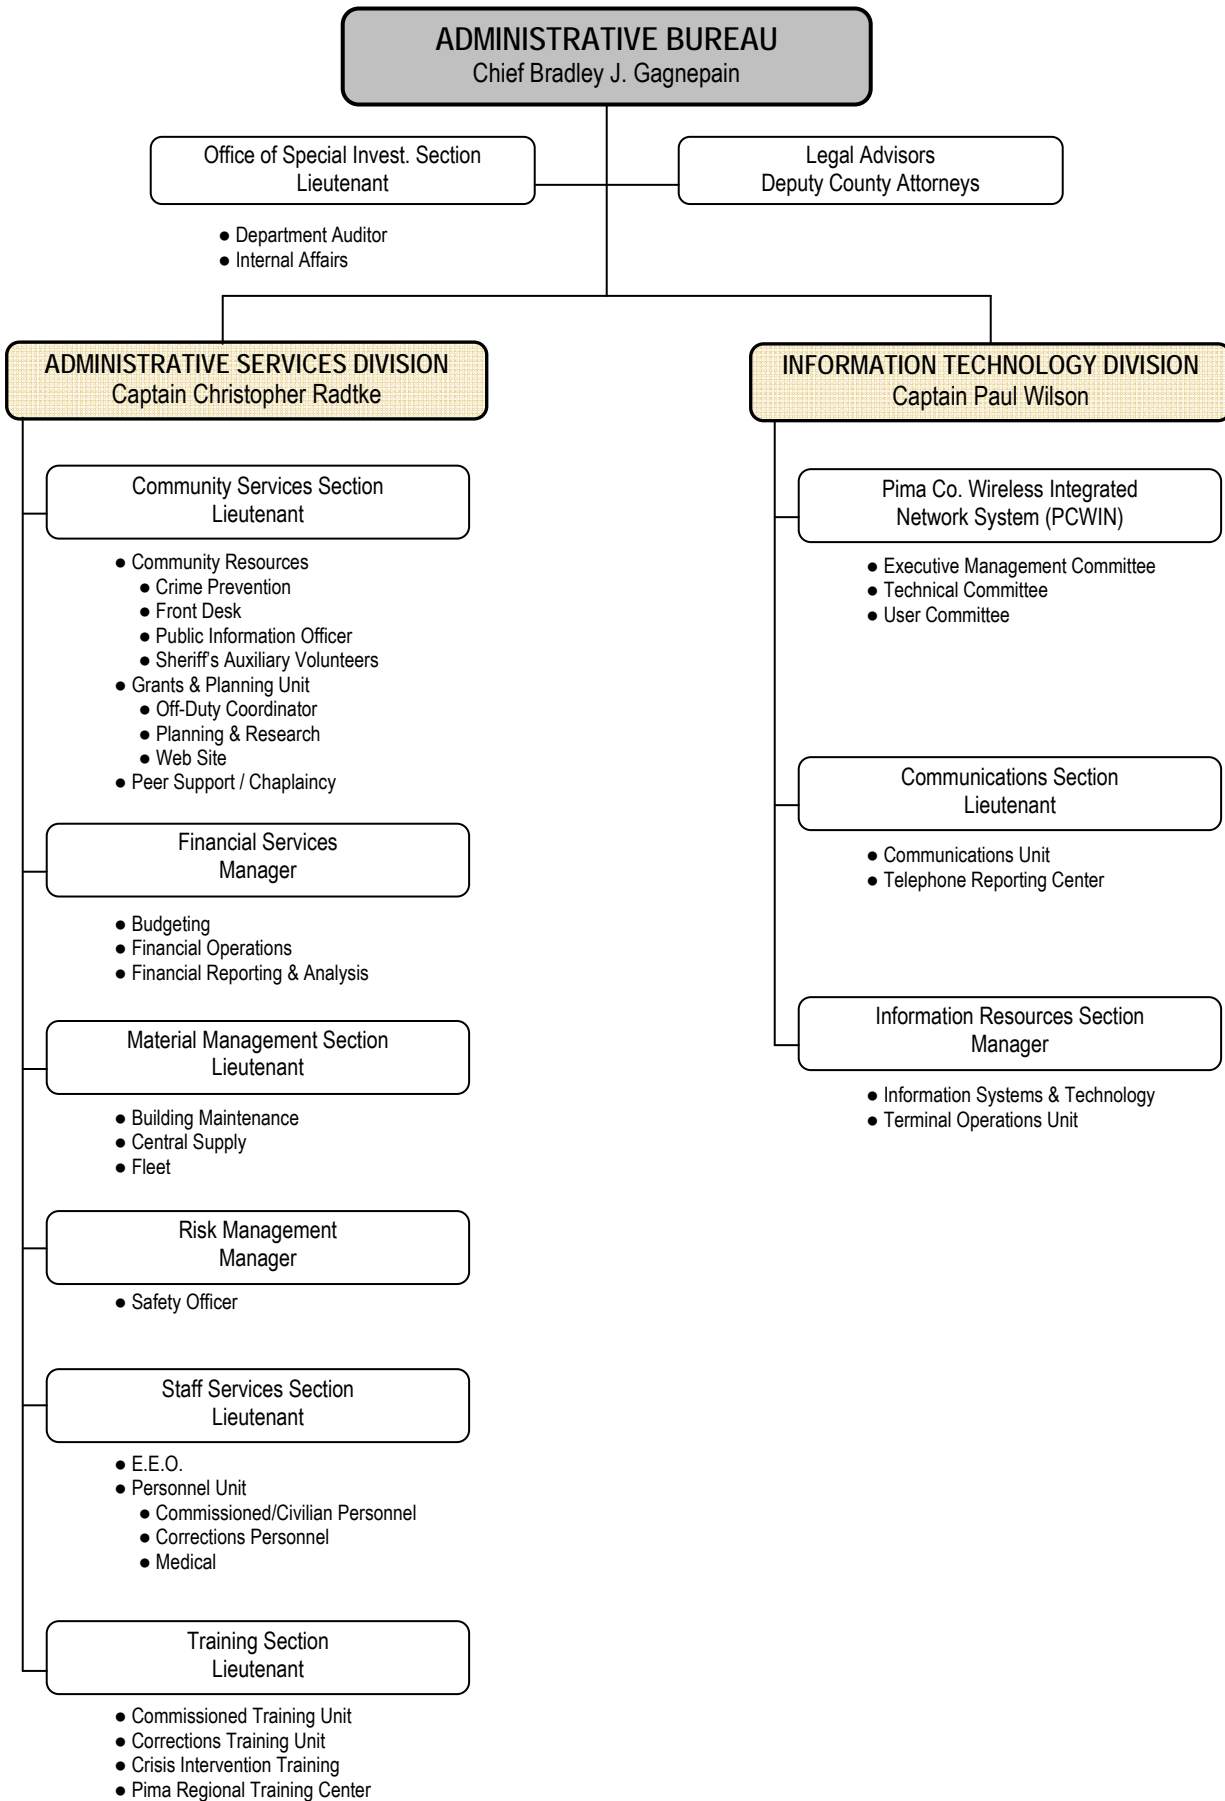 ADMINISTRATIVE BUREAU
Chief Bradley J. Gagnepain
Office of Special Invest. Section
Lieutenant
● Department Auditor
● Internal Affairs
Legal Advisors
Deputy County Attorneys
ADMINISTRATIVE SERVICES DIVISION
Captain Christopher Radtke
Community Services Section
Lieutenant
● Community Resources
● Crime Prevention
● Front Desk
● Public Information Officer
● Sheriff's Auxiliary Volunteers
● Grants & Planning Unit
● Off-Duty Coordinator
● Planning & Research
● Web Site
● Peer Support / Chaplaincy
Financial Services
Manager
● Budgeting
● Financial Operations
● Financial Reporting & Analysis
Material Management Section
Lieutenant
● Building Maintenance
● Central Supply
● Fleet
Risk Management
Manager
● Safety Officer
Staff Services Section
Lieutenant
● E.E.O.
● Personnel Unit
● Commissioned/Civilian Personnel
● Corrections Personnel
● Medical
Training Section
Lieutenant
● Commissioned Training Unit
● Corrections Training Unit
● Crisis Intervention Training
● Pima Regional Training Center
INFORMATION TECHNOLOGY DIVISION
Captain Paul Wilson
Pima Co. Wireless Integrated
Network System (PCWIN)
● Executive Management Committee
● Technical Committee
● User Committee
Communications Section
Lieutenant
● Communications Unit
● Telephone Reporting Center
Information Resources Section
Manager
● Information Systems & Technology
● Terminal Operations Unit